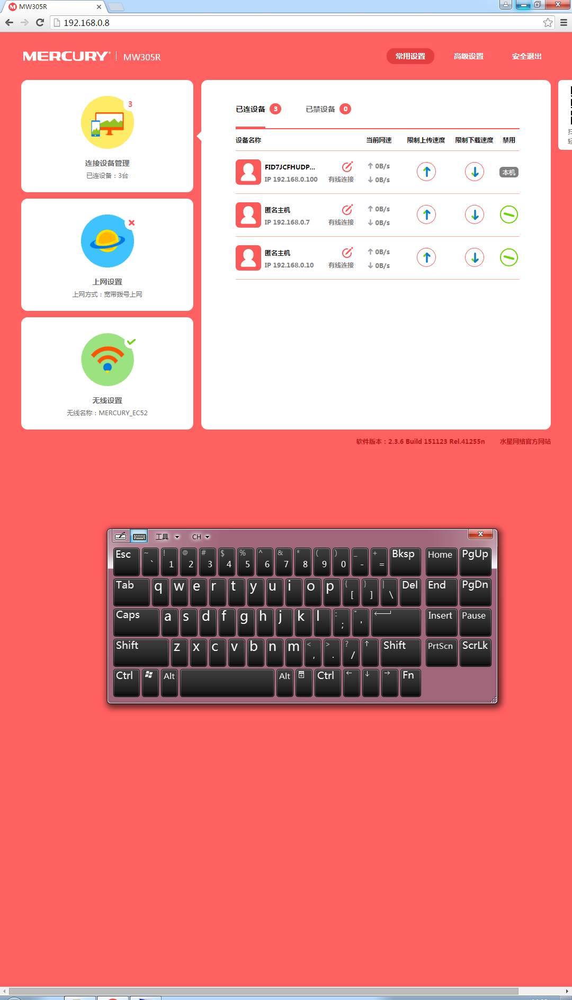 MW305R
192.168.0.8
MERCURY MW305R
常用设置 高级设置 安全退出
3
连接设备管理
已连设备：3台
上网设置
上网方式：宽带拨号上网
无线设置
无线名称：MERCURY_EC52
已连设备 3 已禁设备 0
设备名称 当前网速 限制上传速度 限制下载速度 禁用
FID7JCFHUDP... 0B/s 本机
IP 192.168.0.100 有线连接 0B/s
匿名主机 0B/s
IP 192.168.0.7 有线连接 0B/s
匿名主机 0B/s
IP 192.168.0.10 有线连接 0B/s
软件版本：2.3.6 Build 151123 Rel.41255n 水星网络官方网站
工具 CH
Esc ~ ` ! 1 @ 2 # 3 $ 4 % 5 ^ 6 & 7 * 8 ( 9 ) 0 _ - + = Bksp Home PgUp
Tab q w e r t y u i o p { [ } ] | \ Del End PgDn
Caps a s d f g h j k l : ; " ' Insert Pause
Shift z x c v b n m < , > . ? / ↑ Shift PrtScn ScrLk
Ctrl Alt Alt Ctrl ← ↓ → Fn